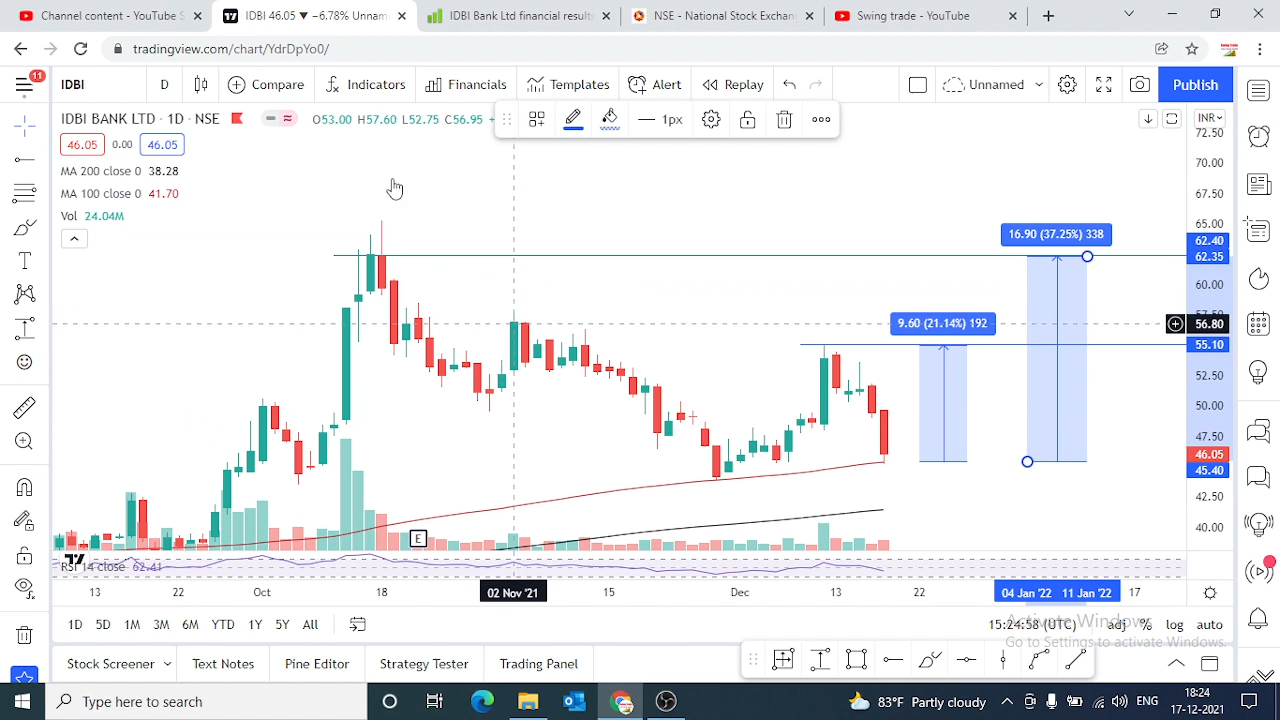 Channel content - YouTube S
IDBI 46.05 ▼ −6.78% Unnam
IDBI Bank Ltd financial results
NSE - National Stock Exchange
Swing trade - YouTube
tradingview.com/chart/YdrDpYo0/
11
IDBI
D
Compare
Indicators
Financials
Templates
Alert
Replay
Unnamed
Publish
IDBI BANK LTD · 1D · NSE
O53.00 H57.60 L52.75 C56.95
1px
INR
46.05
0.00
46.05
MA 200 close 0 38.28
MA 100 close 0 41.70
Vol 24.04M
16.90 (37.25%) 338
9.60 (21.14%) 192
72.50
70.00
67.50
65.00
62.40
62.35
60.00
56.80
55.10
52.50
50.00
47.50
46.05
45.40
42.50
40.00
E
RSI 14 close 62.41
13
22
Oct
18
02 Nov '21
15
Dec
13
22
04 Jan '22
11 Jan '22
17
1D 5D 1M 3M 6M YTD 1Y 5Y All
15:24:58 (UTC)
adj % log auto
Activate Windows
Go to Settings to activate Windows.
Stock Screener
Text Notes
Pine Editor
Strategy Tester
Trading Panel
Type here to search
83°F Partly cloudy
ENG
18:24
17-12-2021